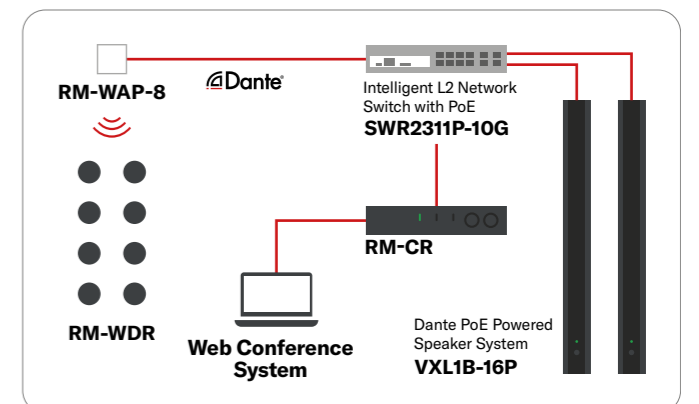 RM-WAP-8
Dante®
Intelligent L2 Network
Switch with PoE
SWR2311P-10G
RM-CR
RM-WDR
Web Conference
System
Dante PoE Powered
Speaker System
VXL1B-16P